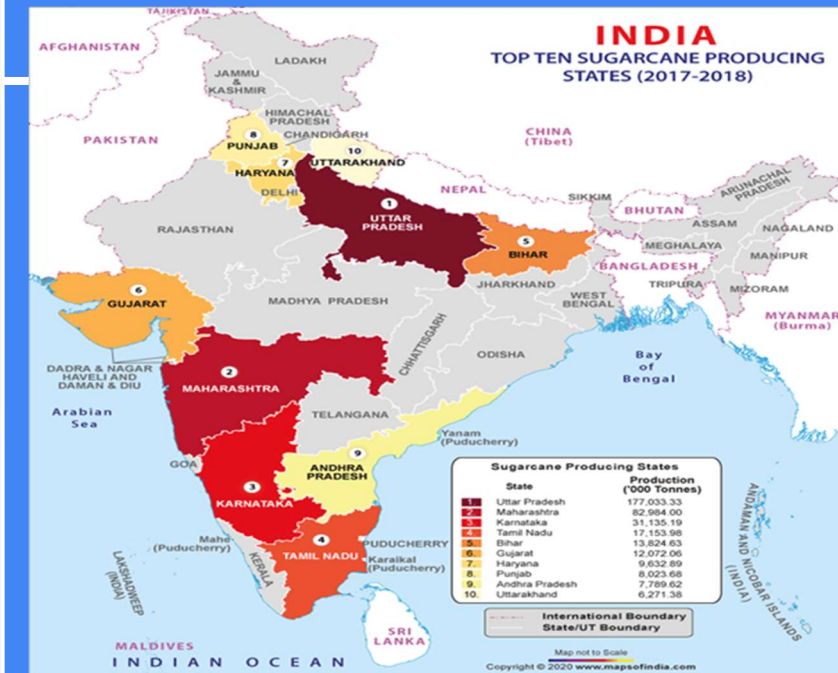 INDIA
TOP TEN SUGARCANE PRODUCING
STATES (2017-2018)
TAJIKISTAN
AFGHANISTAN
LADAKH
JAMMU
&
KASHMIR
HIMACHAL
PRADESH
PAKISTAN
CHANDIGARH
8
PUNJAB
10
UTTARAKHAND
CHINA
(Tibet)
7
HARYANA
DELHI
NEPAL
1
UTTAR
PRADESH
RAJASTHAN
SIKKIM
BHUTAN
ARUNACHAL
PRADESH
ASSAM
NAGALAND
MEGHALAYA
MANIPUR
5
BIHAR
BANGLADESH
TRIPURA
MIZORAM
6
GUJARAT
MADHYA PRADESH
JHARKHAND
WEST
BENGAL
MYANMAR
(Burma)
CHHATTISGARH
ODISHA
DADRA & NAGAR
HAVELI AND
DAMAN & DIU
2
MAHARASHTRA
Bay
of
Bengal
Arabian
Sea
TELANGANA
Yanam
(Puducherry)
GOA
9
ANDHRA
PRADESH
3
KARNATAKA
Mahe
(Puducherry)
4
TAMIL NADU
PUDUCHERRY
Karaikal
(Puducherry)
KERALA
LAKSHADWEEP
(INDIA)
ANDAMAN AND NICOBAR ISLANDS
(INDIA)
SRI
LANKA
MALDIVES
INDIAN OCEAN
Sugarcane Producing States
State Production
('000 Tonnes)
1. Uttar Pradesh 177,033.33
2. Maharashtra 82,984.00
3. Karnataka 31,135.19
4. Tamil Nadu 17,153.98
5. Bihar 13,824.63
6. Gujarat 12,072.06
7. Haryana 9,632.89
8. Punjab 8,023.68
9. Andhra Pradesh 7,789.62
10. Uttarakhand 6,271.38
International Boundary
State/UT Boundary
Map not to Scale
Copyright © 2020 www.mapsofindia.com